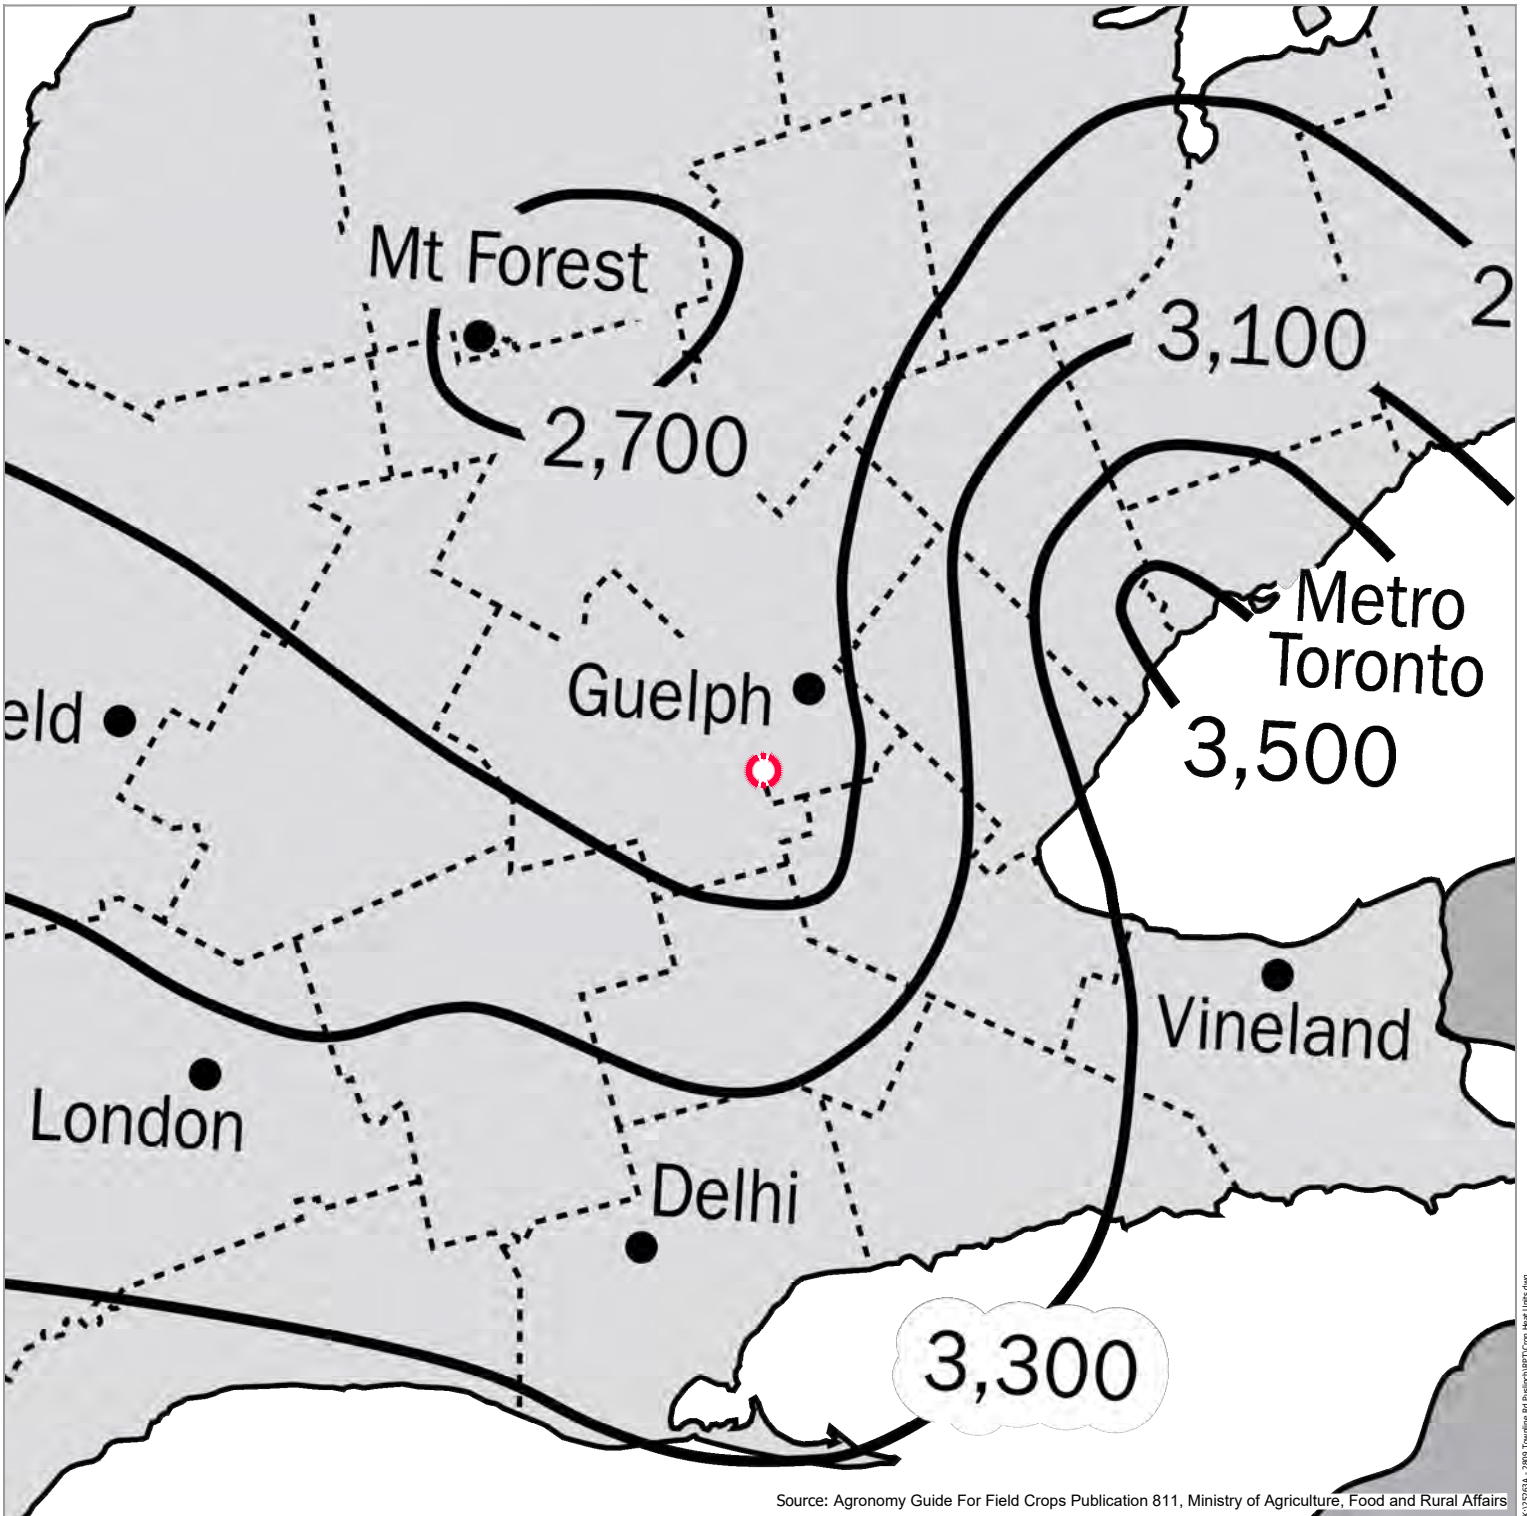 Mt Forest
3,100
2
2,700
Metro
Toronto
Guelph
eld
3,500
Vineland
London
Delhi
3,300
Source: Agronomy Guide For Field Crops Publication 811, Ministry of Agriculture, Food and Rural Affairs